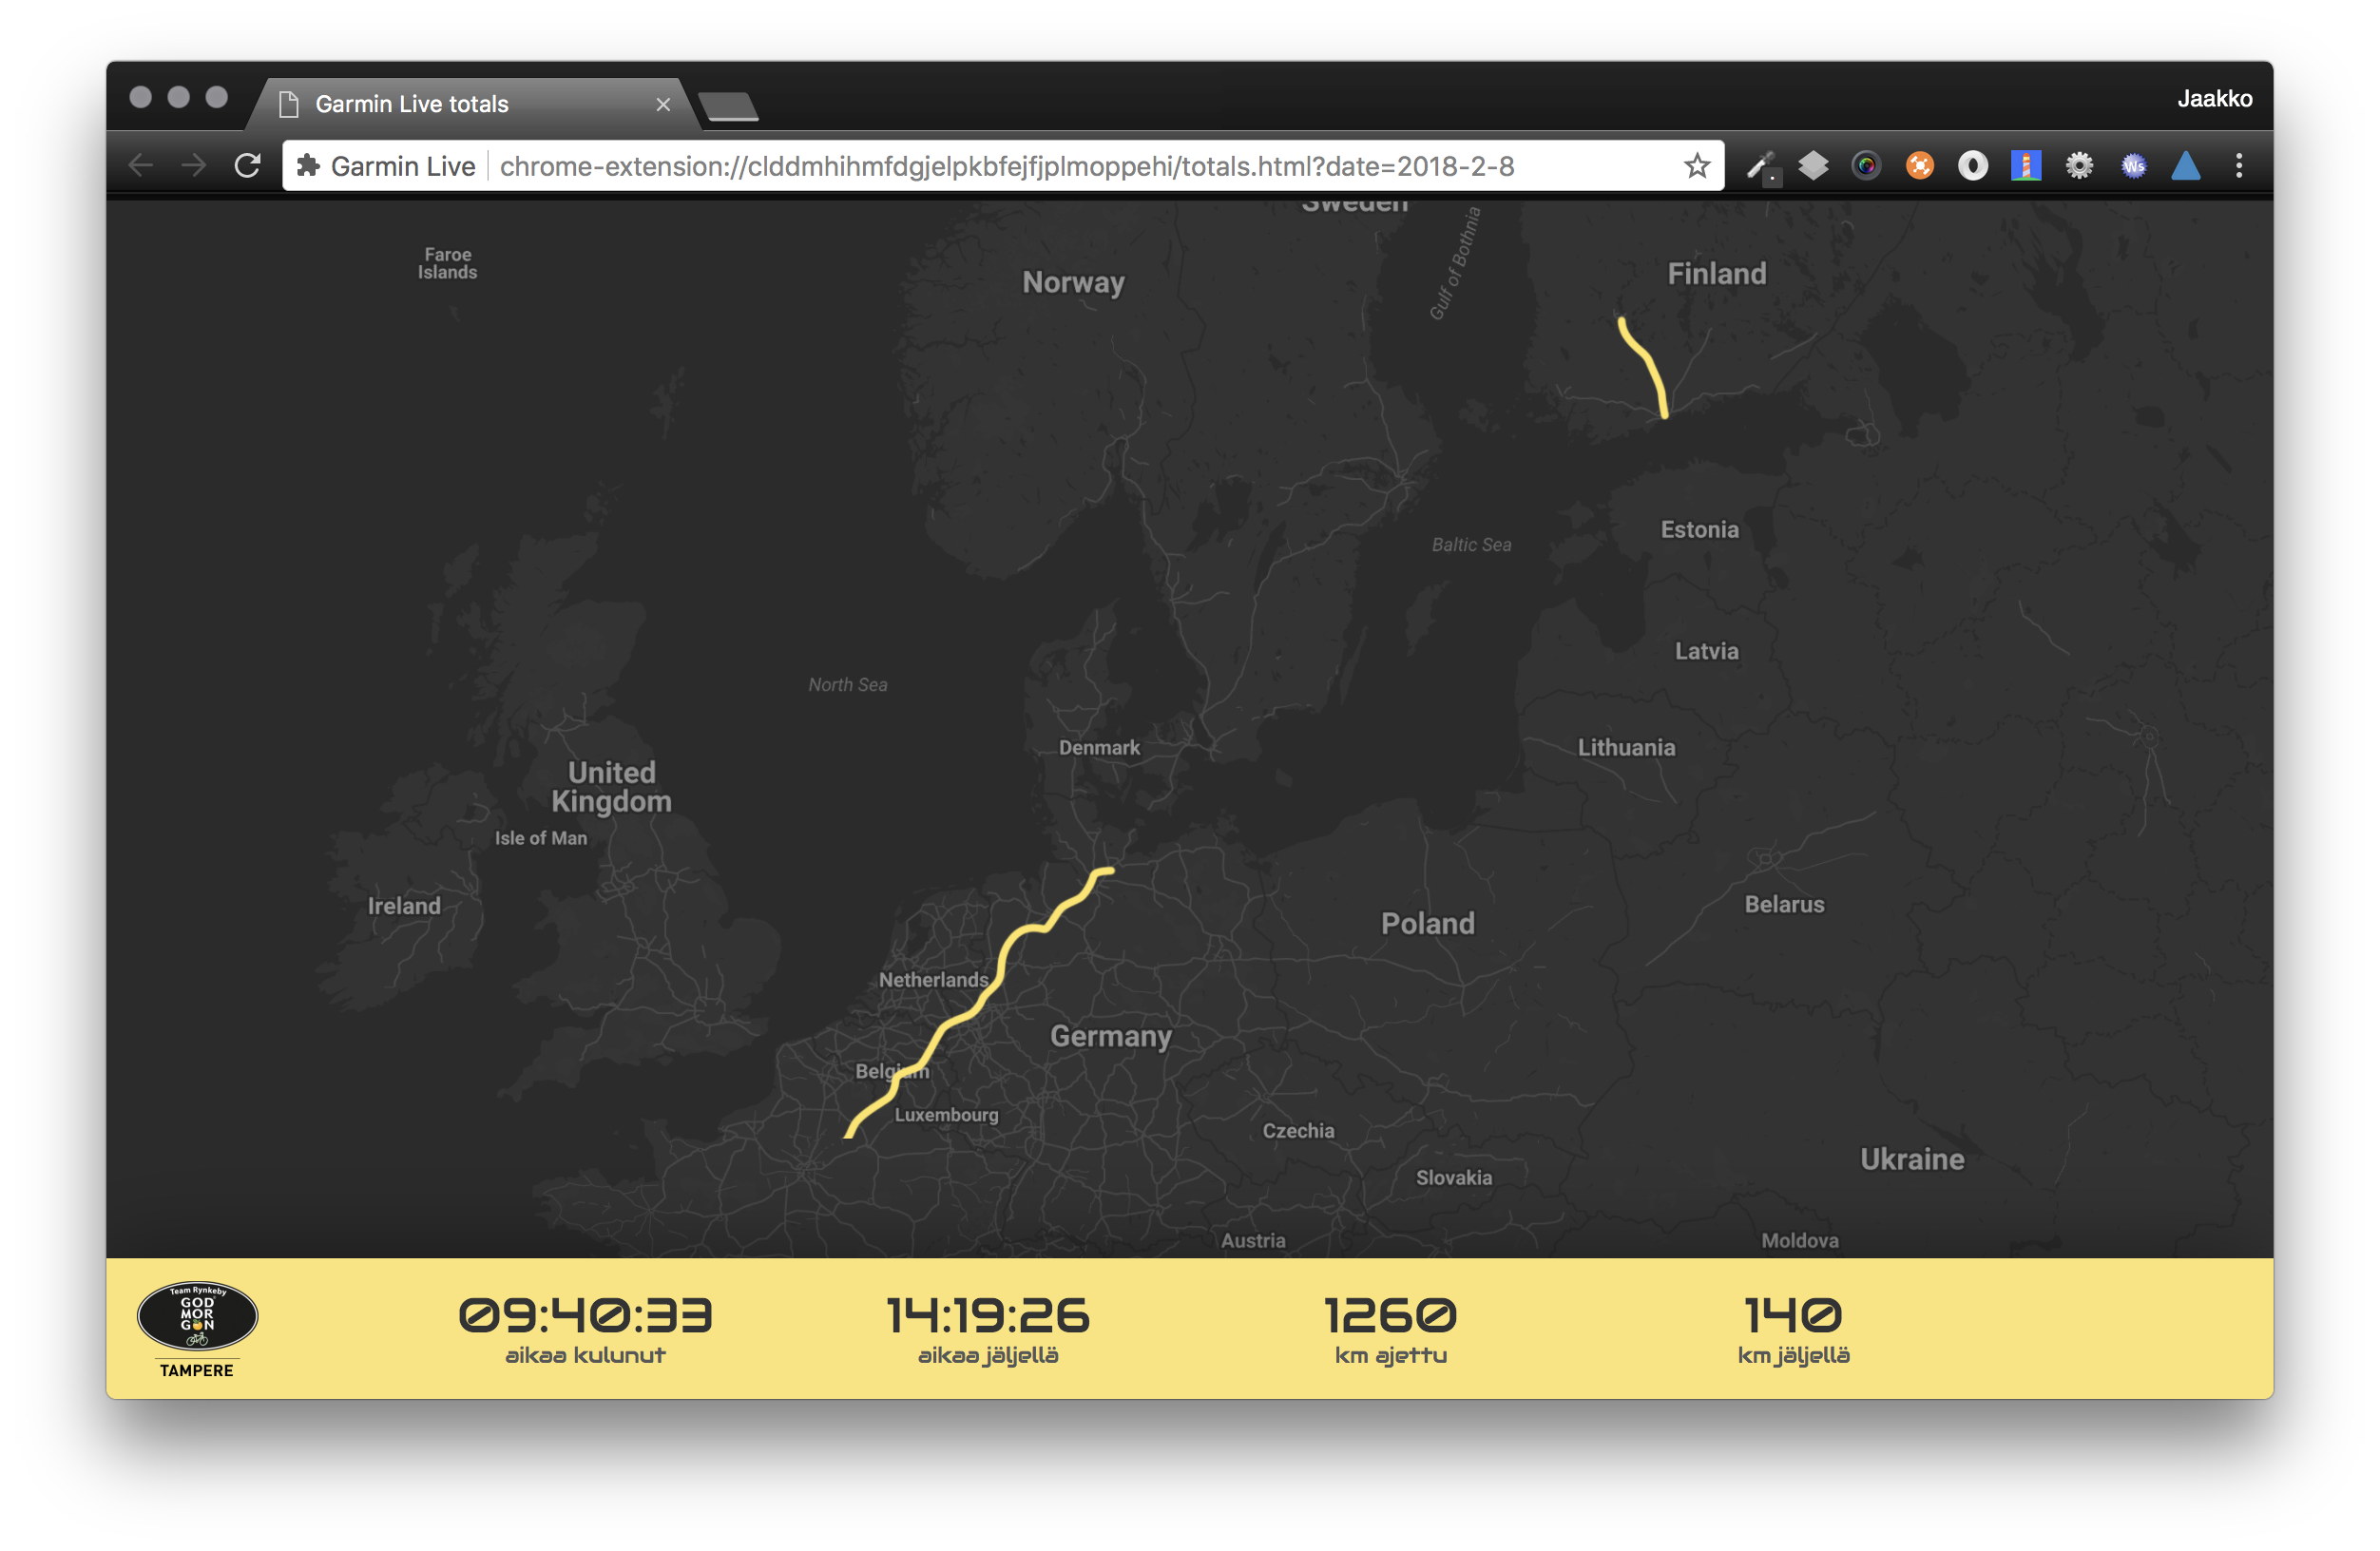 Garmin Live totals
Jaakko
Garmin Live
chrome-extension://clddmhihmfdgjelpkbfejfjplmoppehi/totals.html?date=2018-2-8
Sweden
Faroe
Islands
Norway
Gulf of Bothnia
Finland
Estonia
Baltic Sea
Latvia
North Sea
Denmark
Lithuania
United
Kingdom
Isle of Man
Ireland
Belarus
Poland
Netherlands
Germany
Belgium
Luxembourg
Czechia
Ukraine
Slovakia
Austria
Moldova
Team Rynkeby
GOD
MOR
GON
TAMPERE
09:40:33
aikaa kulunut
14:19:26
aikaa jäljellä
1260
km ajettu
140
km jäljellä
Ws